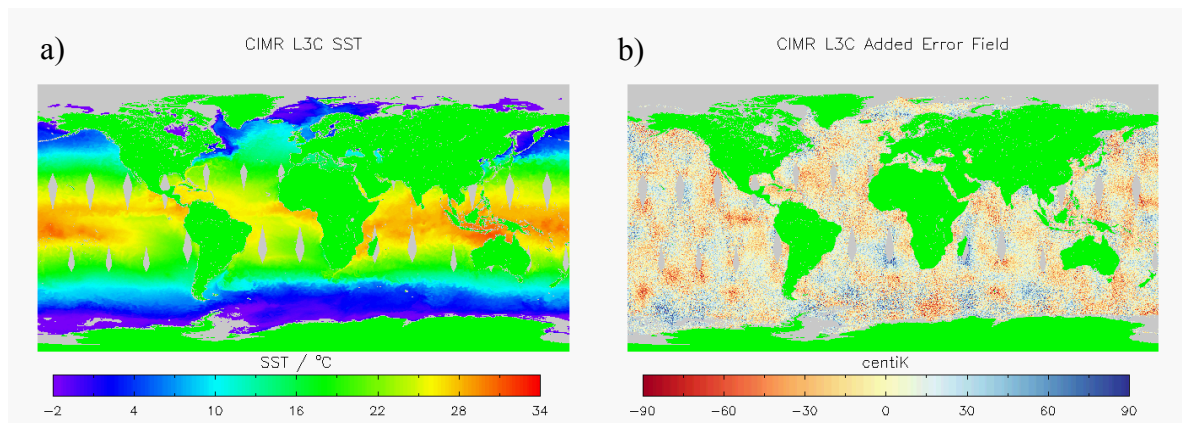 a)
CIMR L3C SST
SST / °C
−2 4 10 16 22 28 34
b)
CIMR L3C Added Error Field
centiK
−90 −60 −30 0 30 60 90